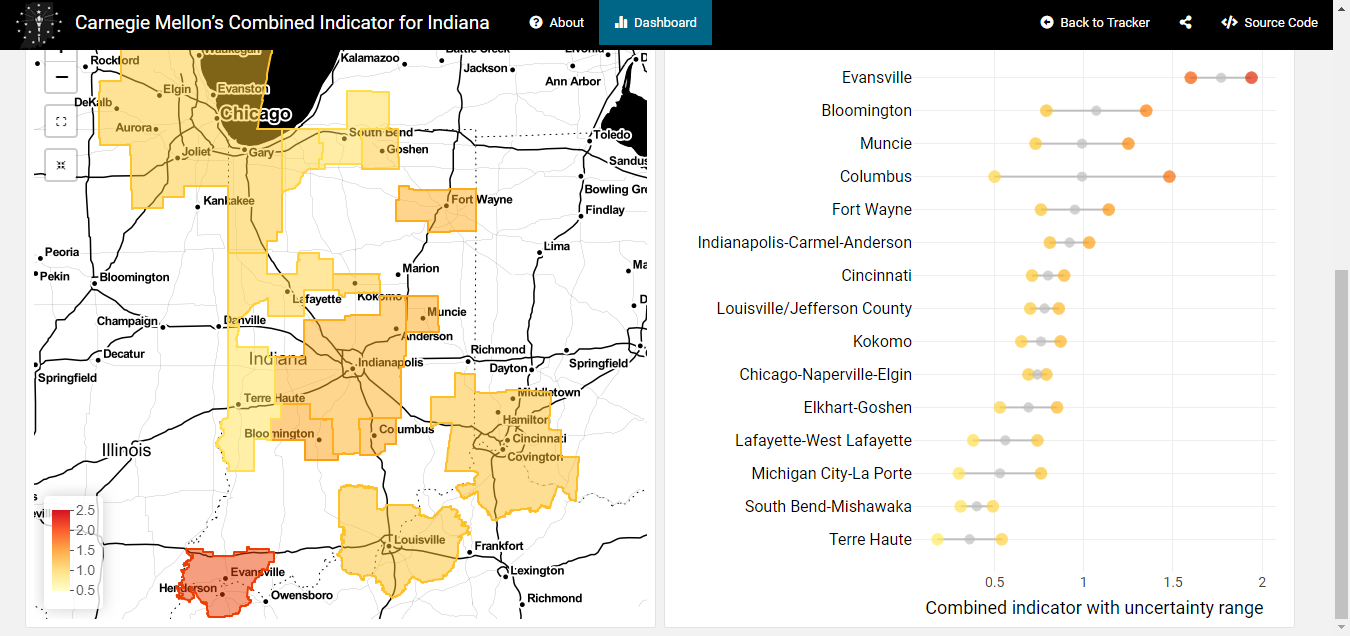 Carnegie Mellon’s Combined Indicator for Indiana
About
Dashboard
Back to Tracker
Source Code
Waukegan
Rockford
Elgin
Evanston
DeKalb
Chicago
Aurora
Joliet
Gary
Kankakee
Kalamazoo
Battle Creek
Jackson
Livonia
Ann Arbor
South Bend
Goshen
Toledo
Sandus
Bowling Gr
Findlay
Fort Wayne
Lima
Peoria
Pekin
Bloomington
Marion
Ma
Lafayette
Kokomo
Muncie
D
Champaign
Danville
Anderson
Decatur
Indiana
Indianapolis
Richmond
Dayton
Springfield
Springfield
Terre Haute
Middletown
Hamilton
Bloomington
Columbus
Cincinnati
Covington
Illinois
Louisville
Frankfort
Evansville
Henderson
Owensboro
Lexington
Richmond
2.5
2.0
1.5
1.0
0.5
Evansville
Bloomington
Muncie
Columbus
Fort Wayne
Indianapolis-Carmel-Anderson
Cincinnati
Louisville/Jefferson County
Kokomo
Chicago-Naperville-Elgin
Elkhart-Goshen
Lafayette-West Lafayette
Michigan City-La Porte
South Bend-Mishawaka
Terre Haute
0.5 1 1.5 2
Combined indicator with uncertainty range